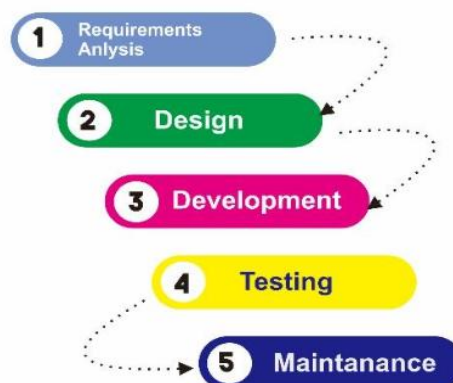 1 Requirements
Anlysis
2 Design
3 Development
4 Testing
5 Maintanance